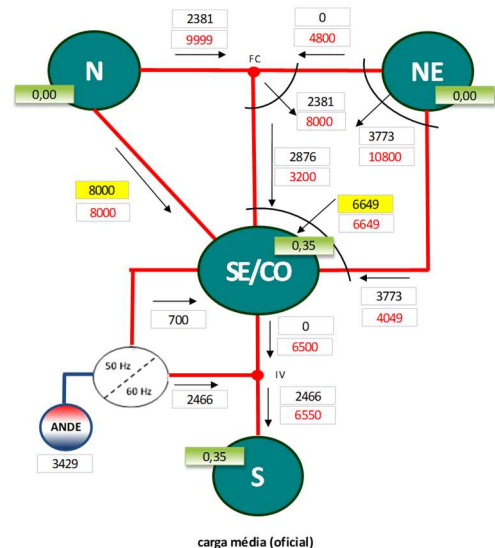 2381
0
9999
4800
FC
N
NE
0,00
0,00
2381
8000
3773
10800
2876
3200
8000
8000
6649
6649
0,35
SE/CO
3773
4049
700
0
6500
50 Hz
60 Hz
IV
2466
2466
6550
ANDE
3429
0,35
S
carga média (oficial)